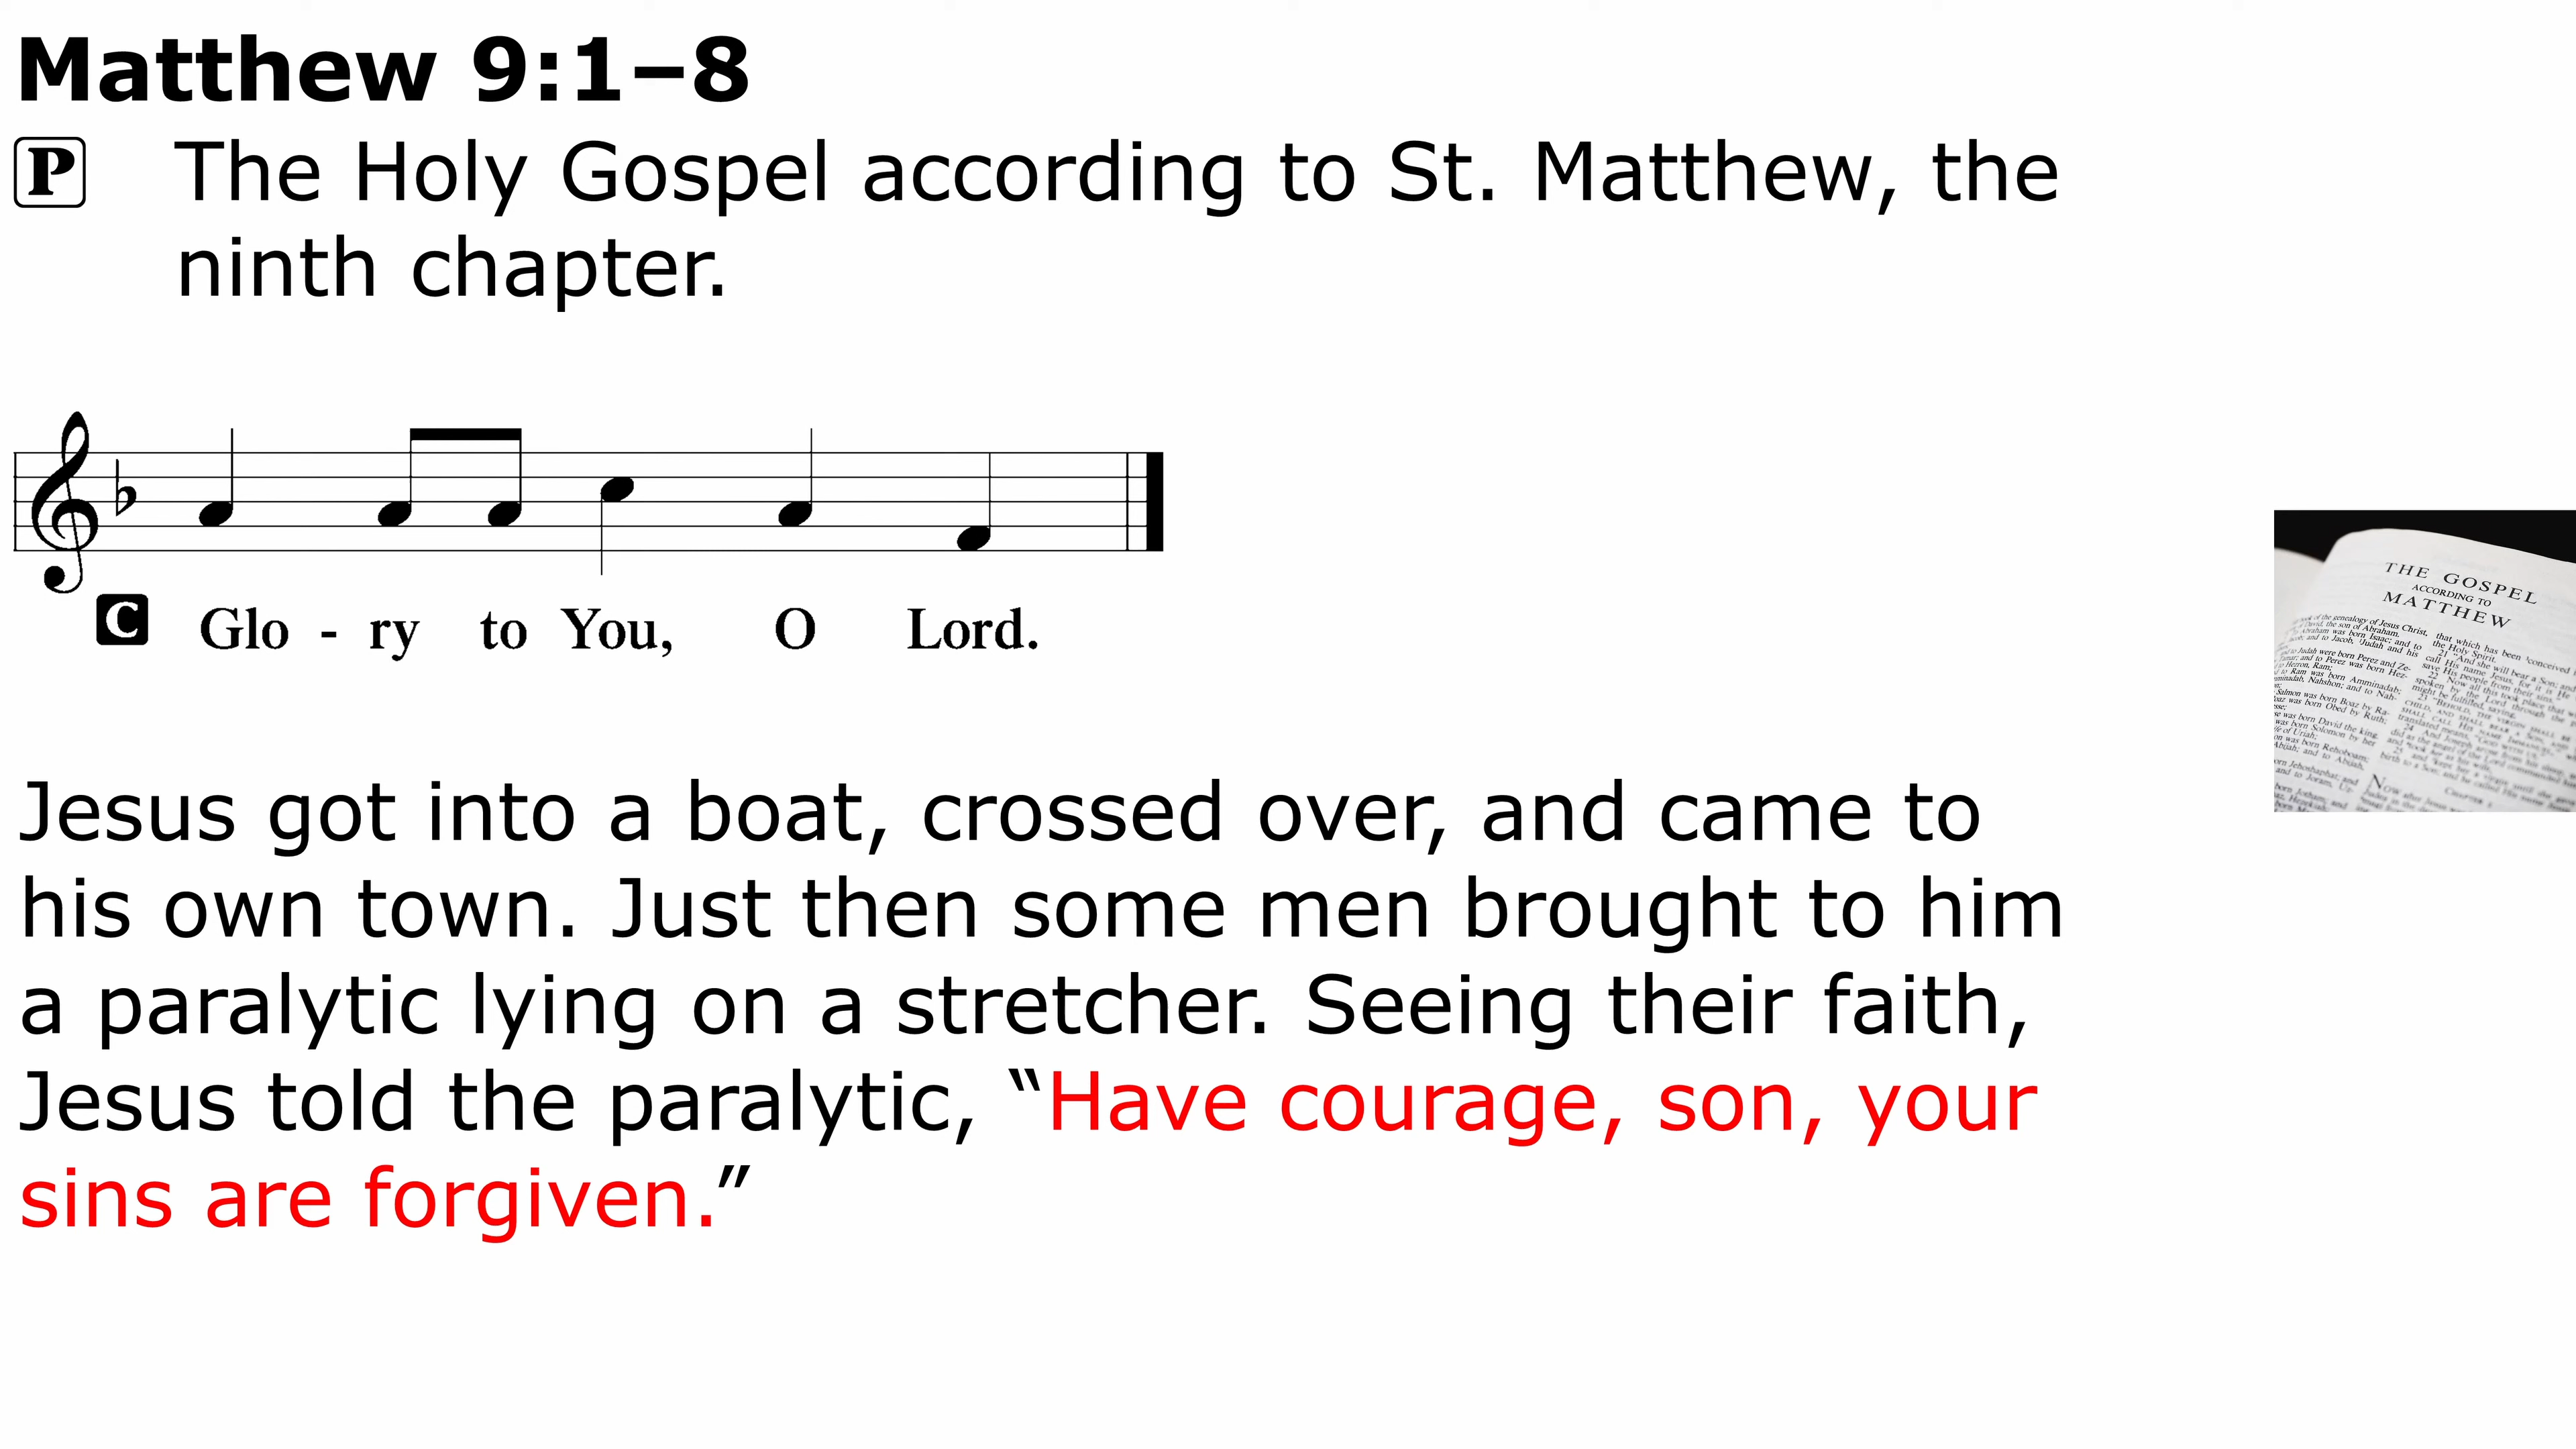 Matthew 9:1–8
P The Holy Gospel according to St. Matthew, the
ninth chapter.
C Glo - ry to You, O Lord.
THE GOSPEL
ACCORDING TO
MATTHEW
Jesus got into a boat, crossed over, and came to
his own town. Just then some men brought to him
a paralytic lying on a stretcher. Seeing their faith,
Jesus told the paralytic, “Have courage, son, your
sins are forgiven.”